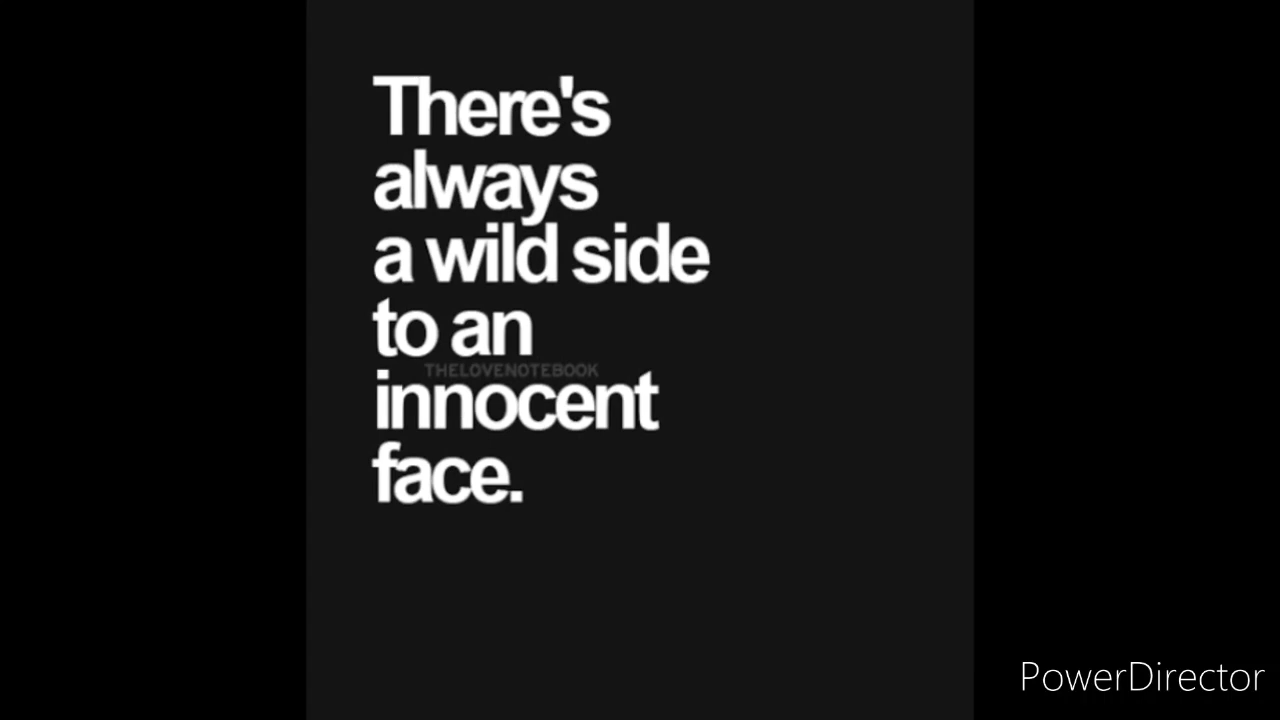 There's
always
a wild side
to an
THELOVENOTEBOOK
innocent
face.
PowerDirector